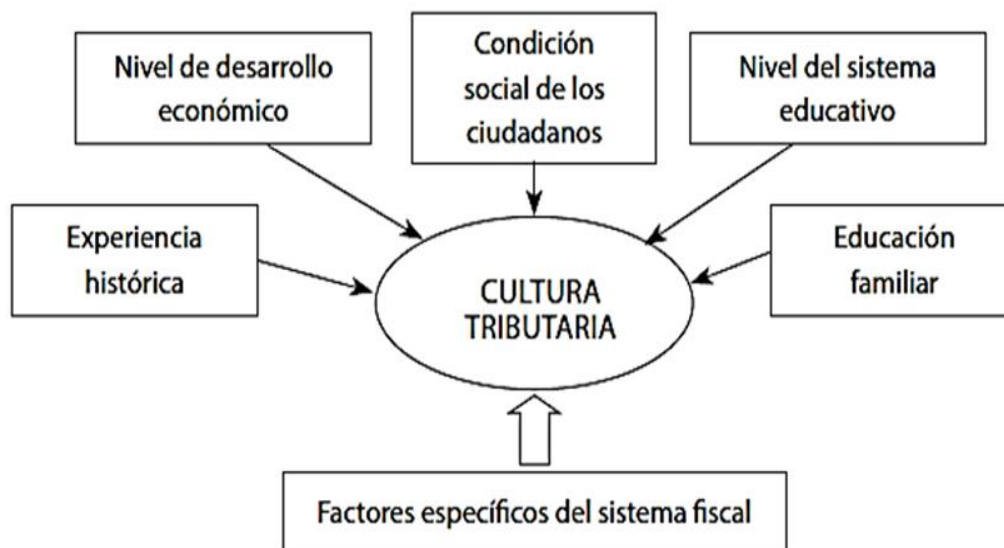 Nivel de desarrollo
económico
Condición
social de los
ciudadanos
Nivel del sistema
educativo
Experiencia
histórica
Educación
familiar
CULTURA
TRIBUTARIA
Factores específicos del sistema fiscal